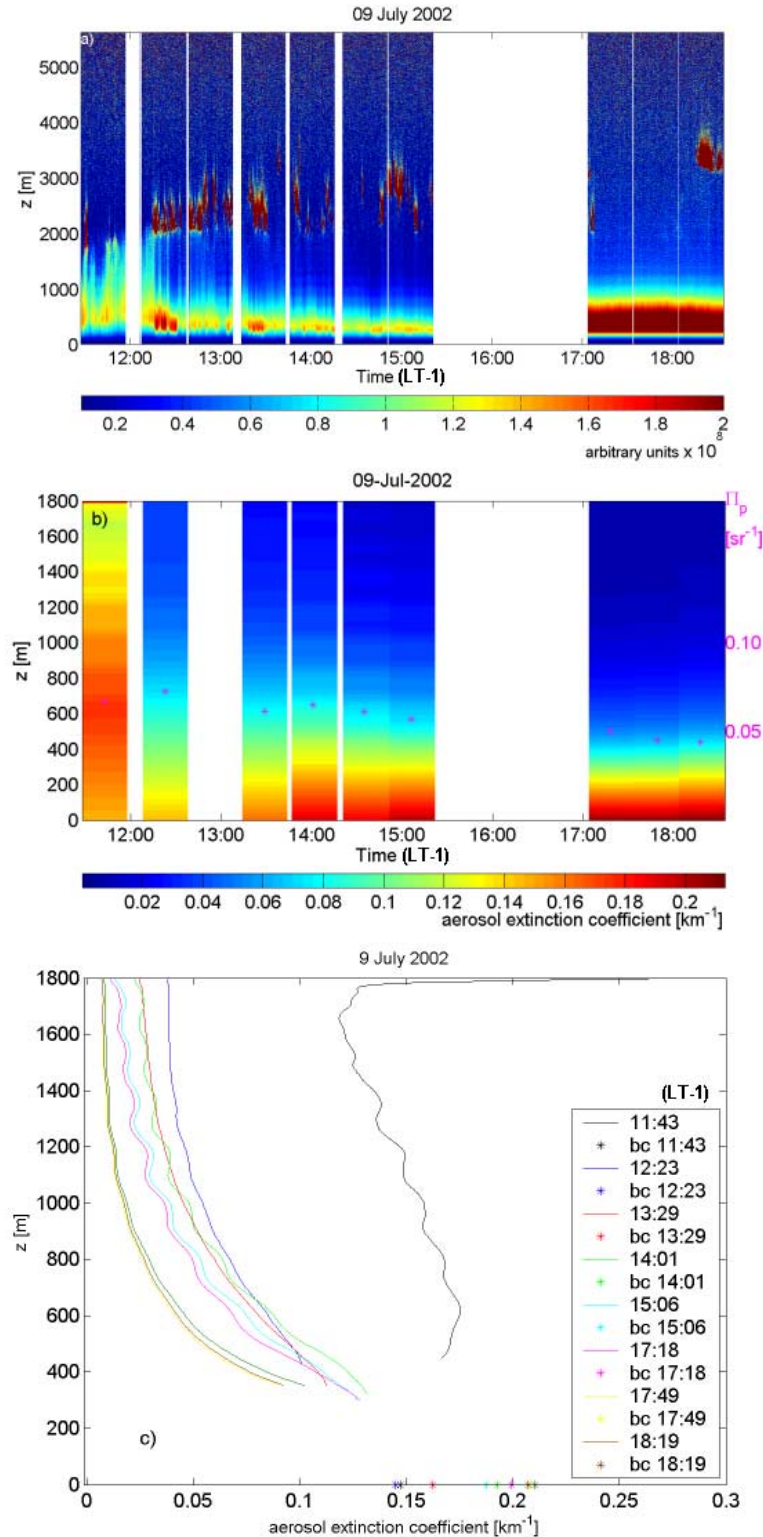 09 July 2002
a)
5000
4000
3000
2000
1000
0
z [m]
12:00 13:00 14:00 15:00 16:00 17:00 18:00
Time (LT-1)
0.2 0.4 0.6 0.8 1 1.2 1.4 1.6 1.8 2
arbitrary units x 10^8
09-Jul-2002
b)
1800
1600
1400
1200
1000
800
600
400
200
0
z [m]
Π_p
[sr⁻¹]
0.10
0.05
12:00 13:00 14:00 15:00 16:00 17:00 18:00
Time (LT-1)
0.02 0.04 0.06 0.08 0.1 0.12 0.14 0.16 0.18 0.2
aerosol extinction coefficient [km⁻¹]
9 July 2002
1800
1600
1400
1200
1000
800
600
400
200
0
z [m]
(LT-1)
11:43
bc 11:43
12:23
bc 12:23
13:29
bc 13:29
14:01
bc 14:01
15:06
bc 15:06
17:18
bc 17:18
17:49
bc 17:49
18:19
bc 18:19
c)
0 0.05 0.1 0.15 0.2 0.25 0.3
aerosol extinction coefficient [km⁻¹]